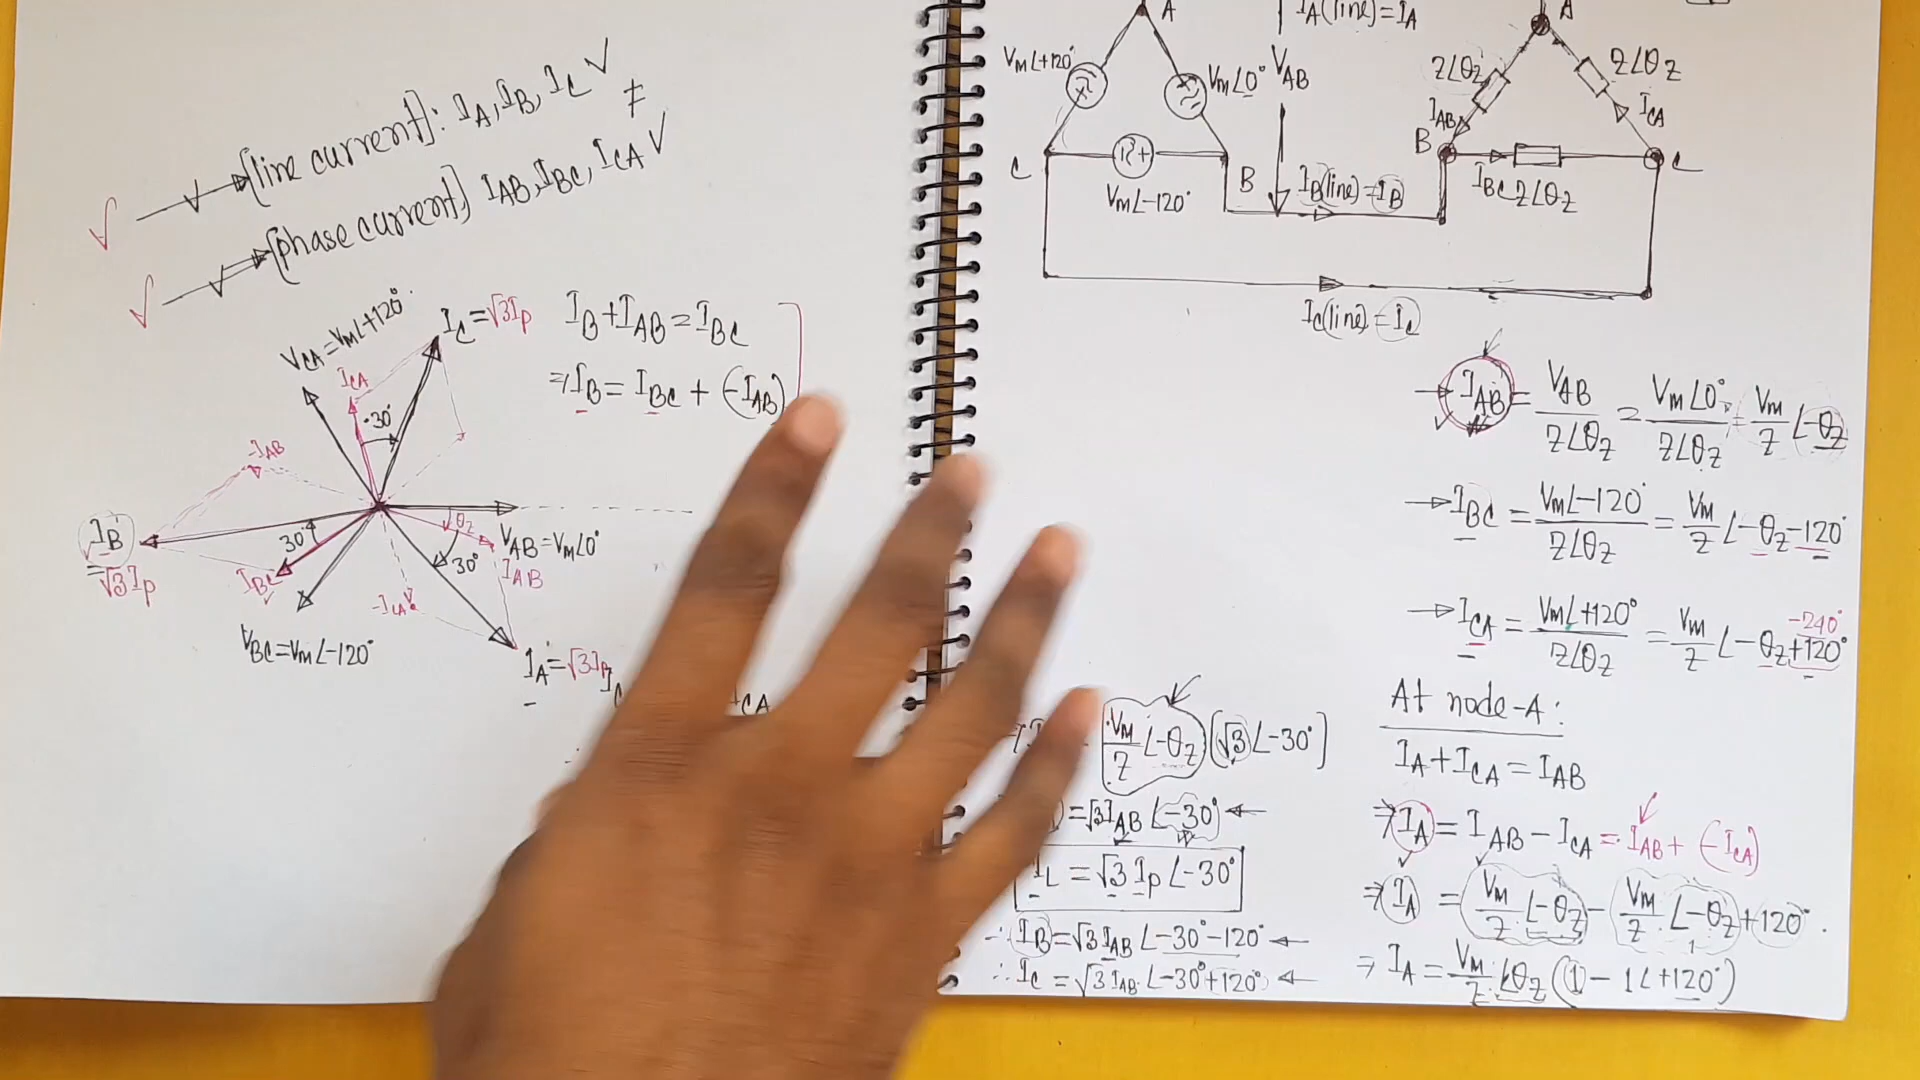 [line current]: IA, IB, IC √
≠
[phase current] IAB, IBC, ICA √
VCA=VM∠+120°
IC=√3Ip
IB+IAB=IBC
⇒IB= IBC + (-IAB)
ICA
30°
-IAB
IB
=√3Ip
30°
IBC
θZ
VAB=VM∠0°
30°
IAB
-ICA
VBC=VM∠-120°
IA=√3Ip
A
IA(line)=IA
VM∠+120°
VM∠0°
VAB
C
B
VM∠-120°
IB(line)=IB
IC(line)=IC
A
Z∠θZ
Z∠θZ
IAB
ICA
B
C
IBC Z∠θZ
IAB = VAB/Z∠θZ = VM∠0°/Z∠θZ = VM/Z ∠-θZ
→IBC = VM∠-120°/Z∠θZ = VM/Z ∠-θZ-120°
-240°
→ICA = VM∠+120°/Z∠θZ = VM/Z ∠-θZ+120°
At node-A:
IA+ICA=IAB
⇒IA=IAB-ICA=IAB+(-ICA)
⇒IA = VM/Z ∠-θZ - VM/Z ∠-θZ+120°
⇒IA = VM/Z ∠θZ (1-1∠+120°)
VM/Z ∠-θZ (√3∠-30°]
=√3IAB∠-30° ←
IL=√3 Ip∠-30°
∴IB=√3IAB∠-30°-120° ←
∴IC=√3IAB∠-30°+120° ←